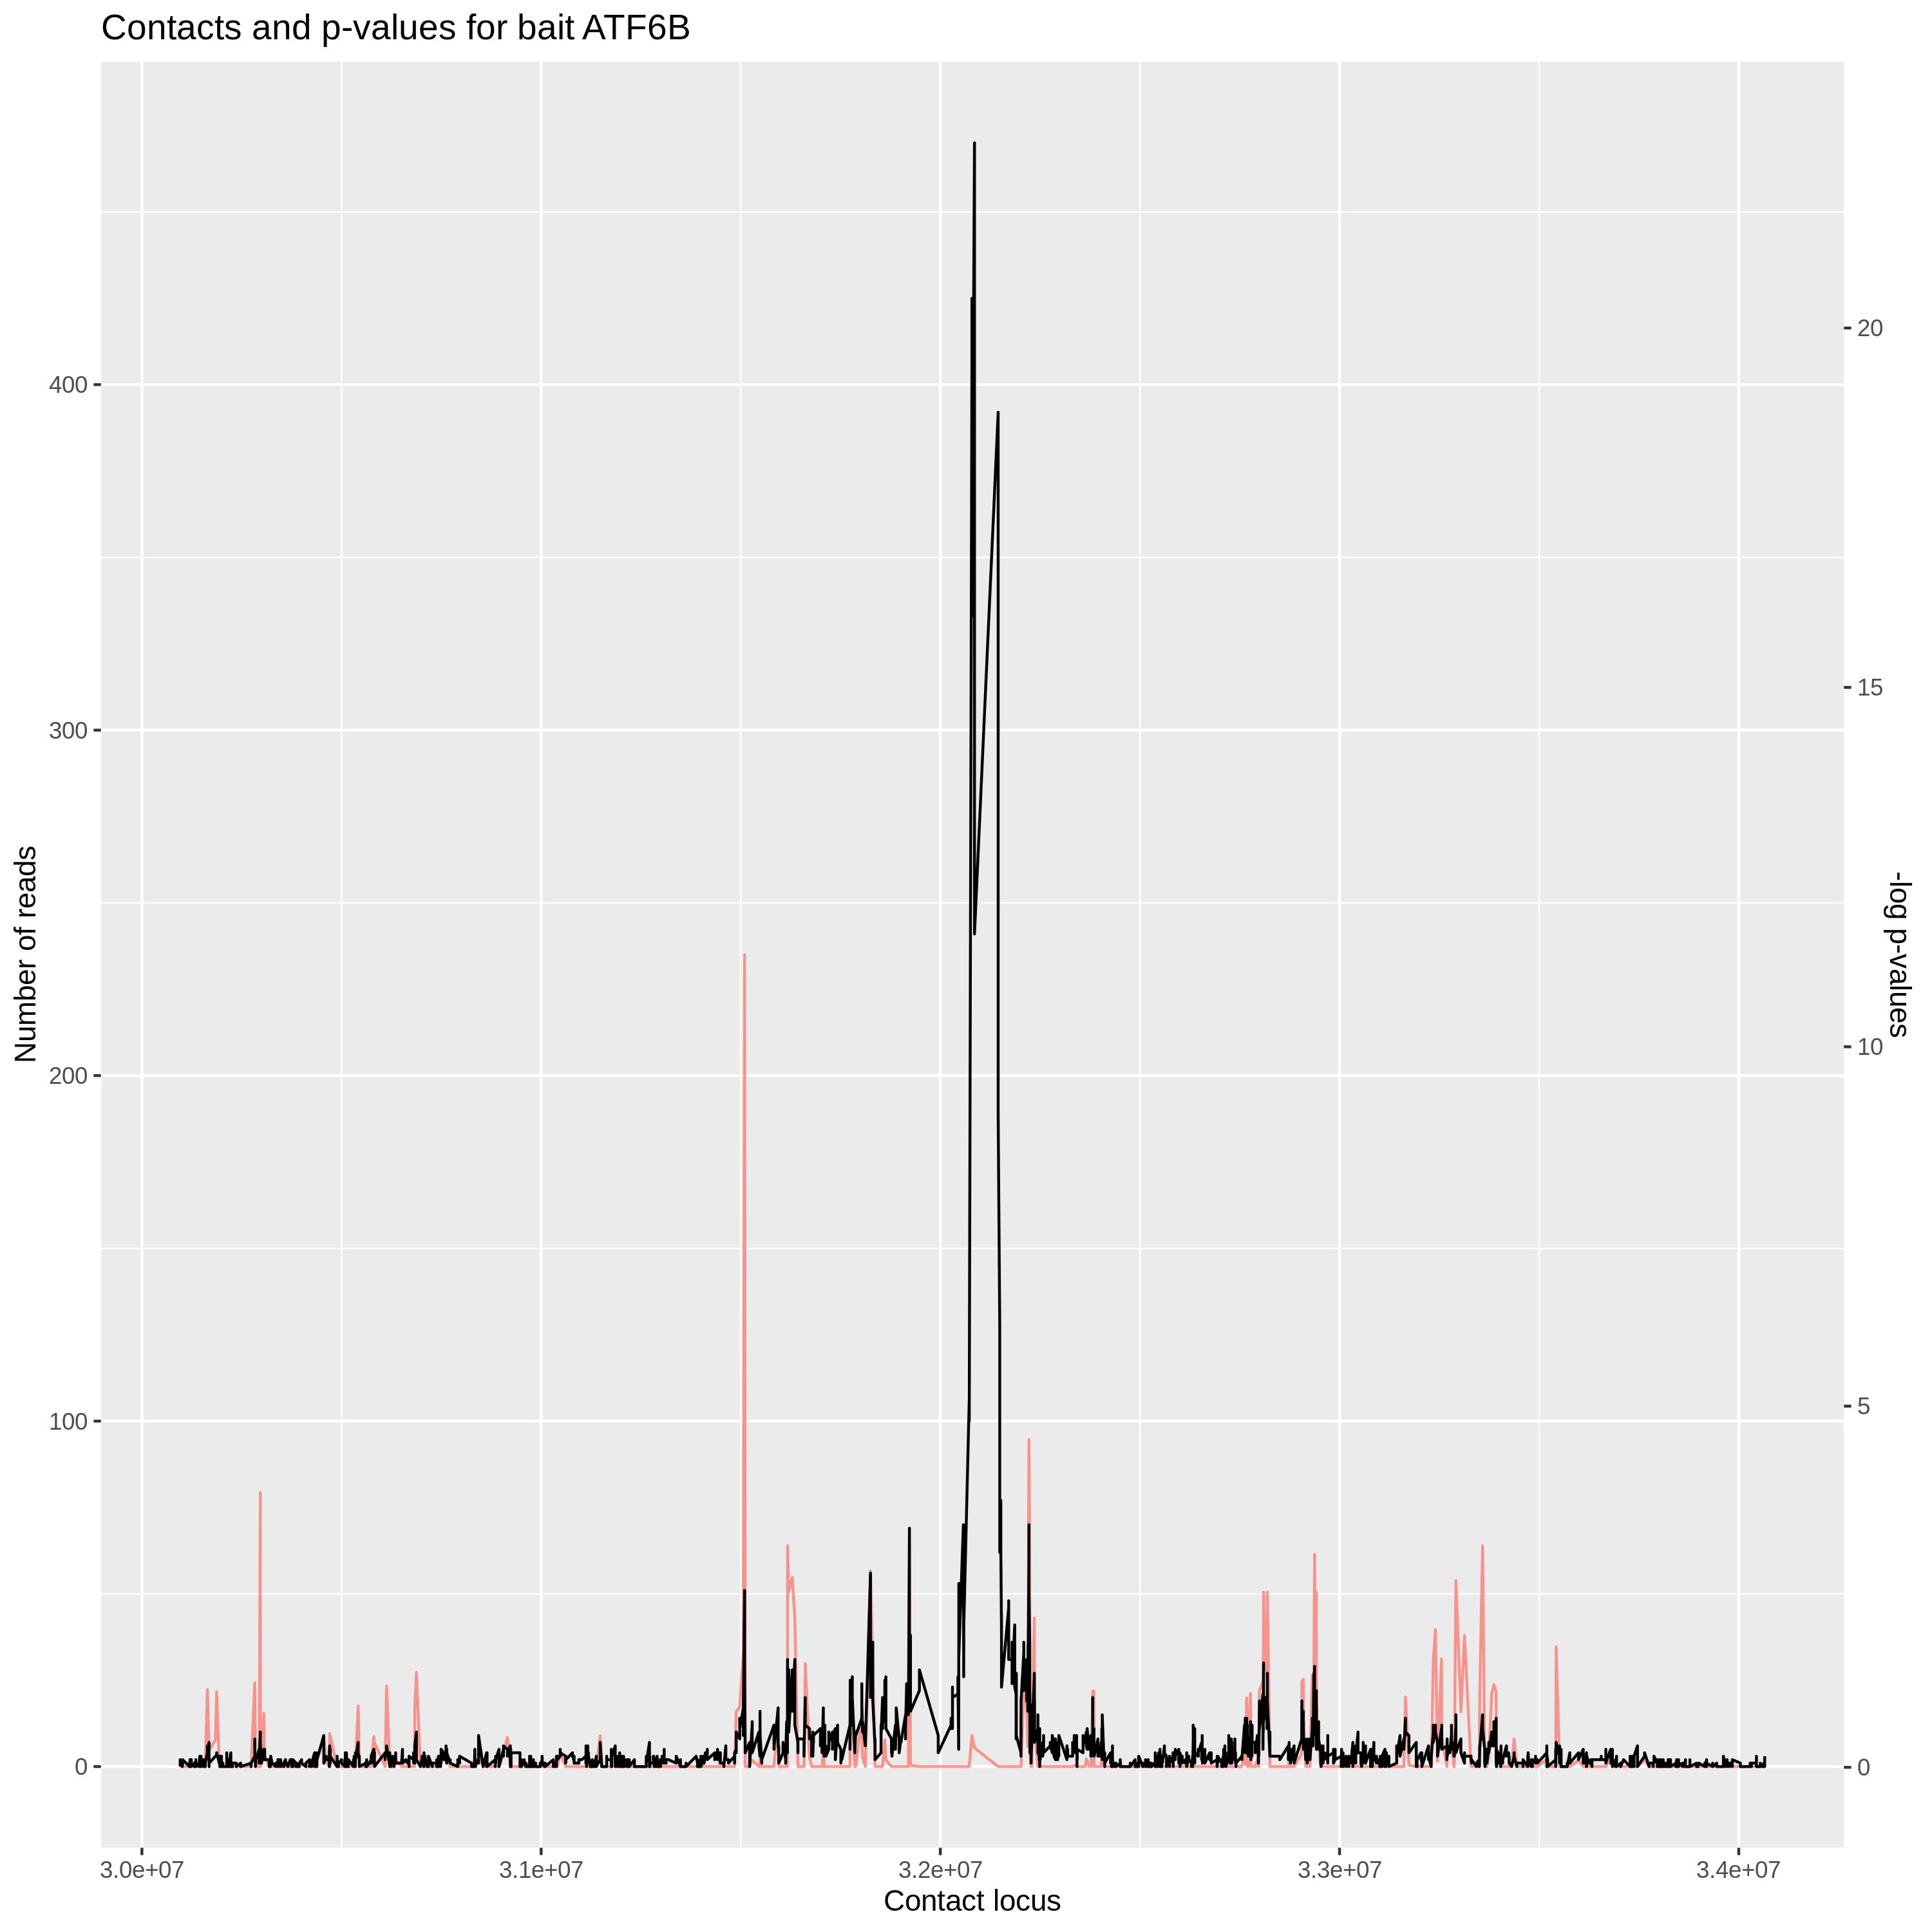 Contacts and p-values for bait ATF6B
Number of reads
400
300
200
100
0
20
15
10
5
0
-log p-values
3.0e+07
3.1e+07
3.2e+07
3.3e+07
3.4e+07
Contact locus